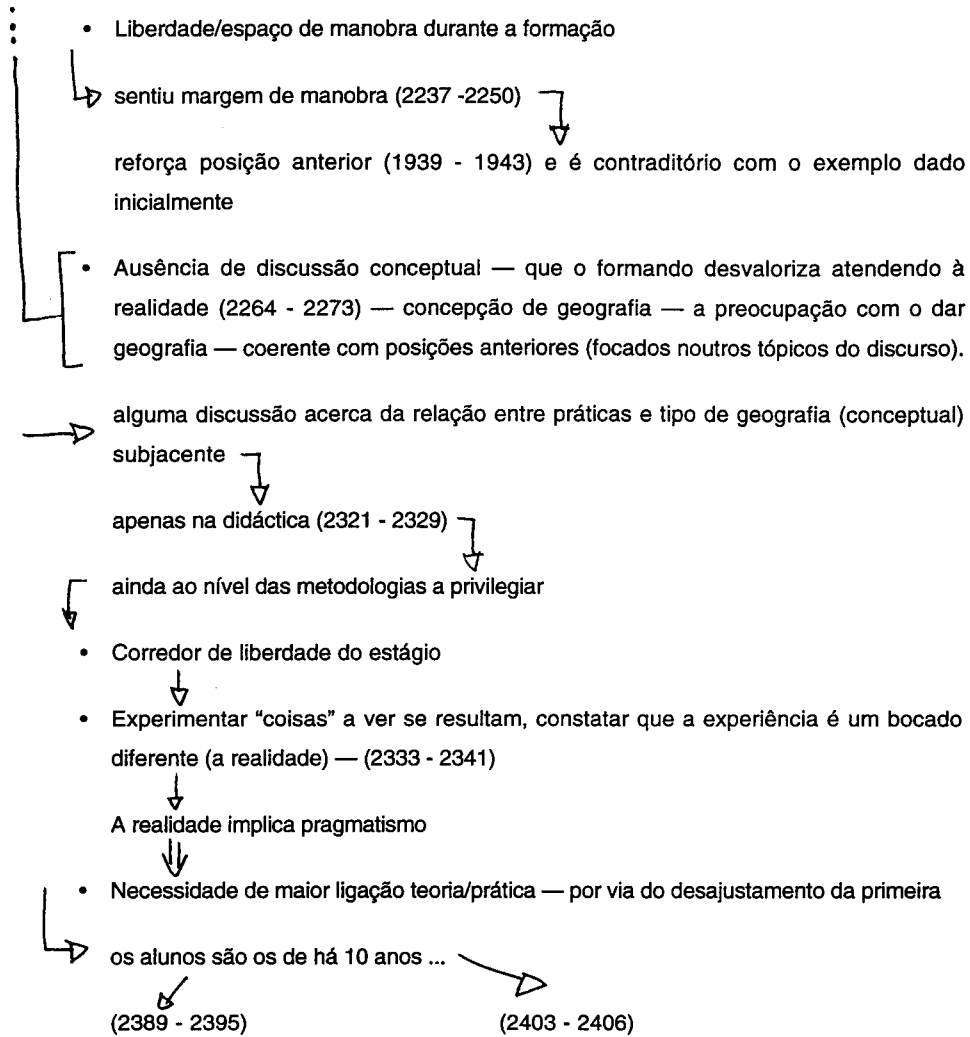 • Liberdade/espaço de manobra durante a formação
sentiu margem de manobra (2237 -2250)
reforça posição anterior (1939 - 1943) e é contraditório com o exemplo dado
inicialmente
• Ausência de discussão conceptual — que o formando desvaloriza atendendo à
realidade (2264 - 2273) — concepção de geografia — a preocupação com o dar
geografia — coerente com posições anteriores (focados noutros tópicos do discurso).
alguma discussão acerca da relação entre práticas e tipo de geografia (conceptual)
subjacente
apenas na didáctica (2321 - 2329)
ainda ao nível das metodologias a privilegiar
• Corredor de liberdade do estágio
• Experimentar “coisas” a ver se resultam, constatar que a experiência é um bocado
diferente (a realidade) — (2333 - 2341)
A realidade implica pragmatismo
• Necessidade de maior ligação teoria/prática — por via do desajustamento da primeira
os alunos são os de há 10 anos ...
(2389 - 2395) (2403 - 2406)